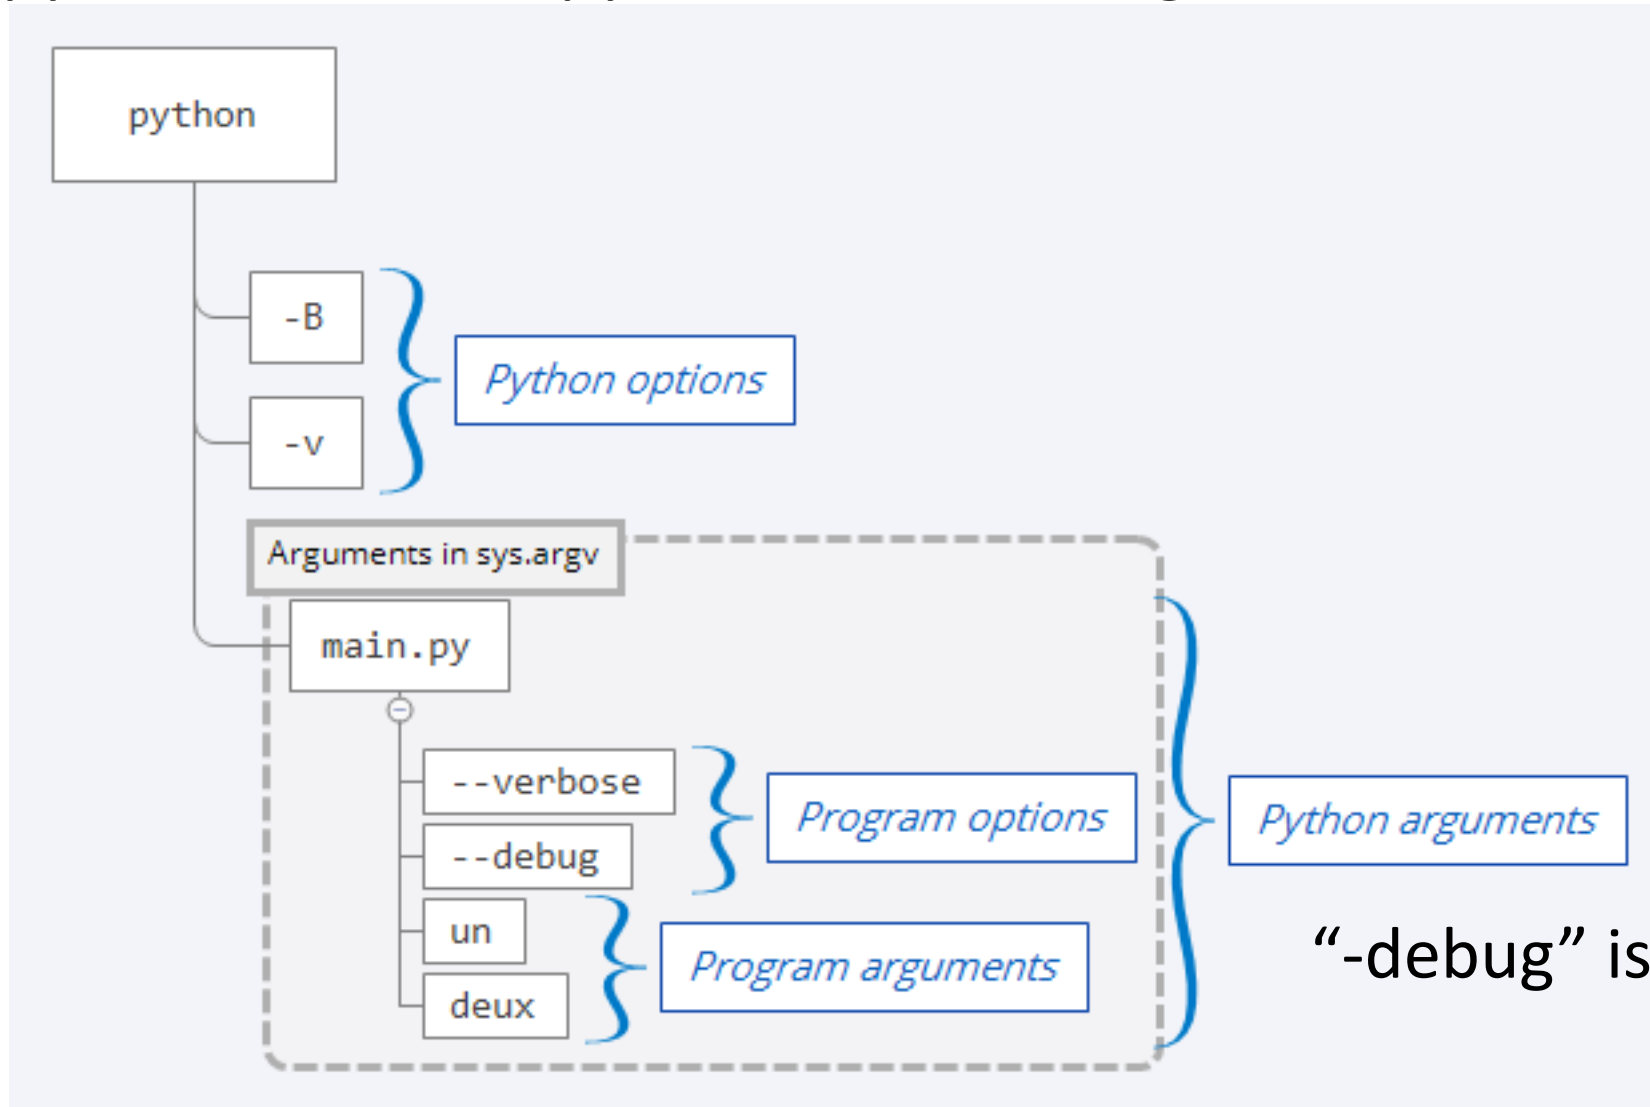 python
-B
Python options
-v
Arguments in sys.argv
main.py
--verbose
Program options
--debug
Python arguments
un
Program arguments
deux
“-debug” is